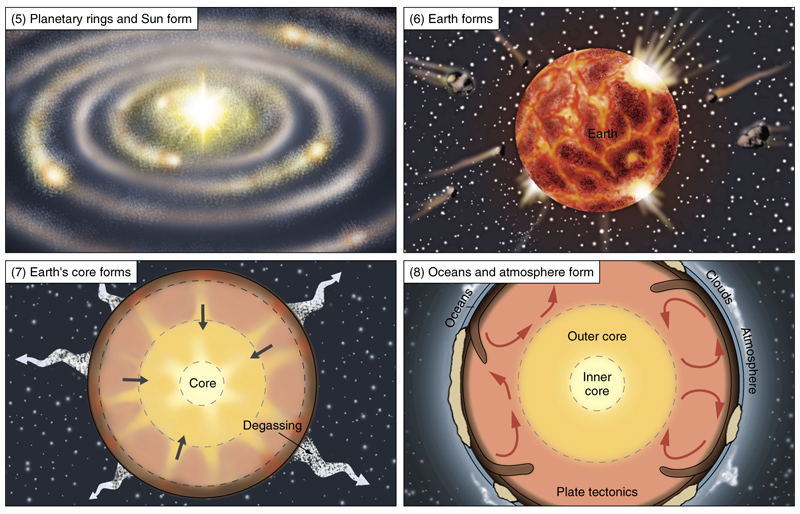 (5) Planetary rings and Sun form
(6) Earth forms
Earth
(7) Earth's core forms
Core
Degassing
(8) Oceans and atmosphere form
Oceans
Clouds
Atmosphere
Outer core
Inner
core
Plate tectonics